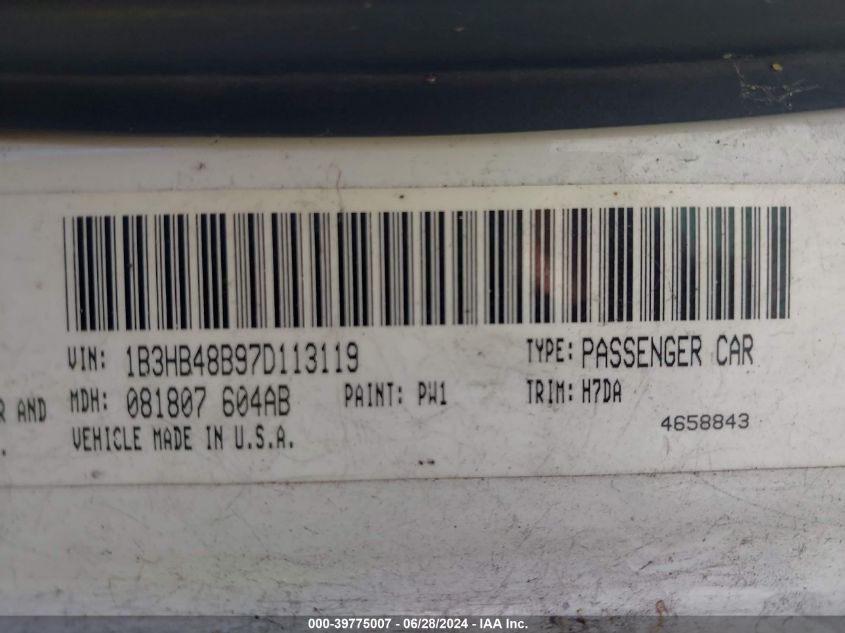 VIN: 1B3HB48B97D113119 TYPE: PASSENGER CAR
R AND MDH: 081807 604AB PAINT: PW1 TRIM: H7DA
. VEHICLE MADE IN U.S.A. 4658843
000-39775007 - 06/28/2024 - IAA Inc.